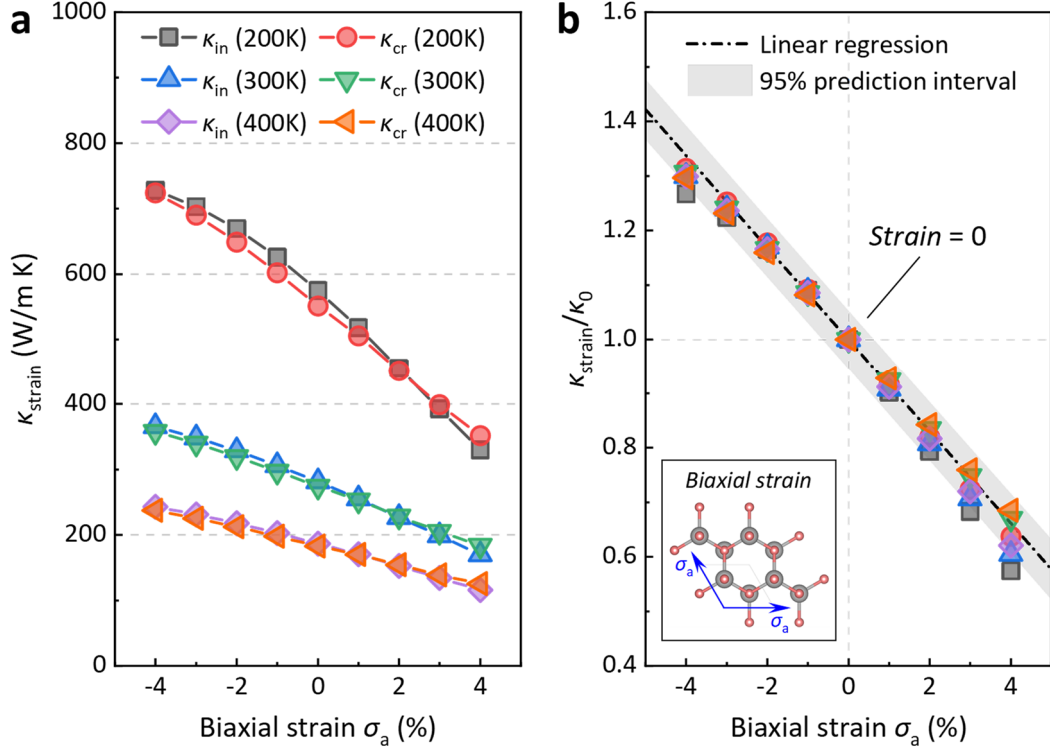 a
1000
800
600
400
200
0
-4 -2 0 2 4
κstrain (W/m K)
Biaxial strain σa (%)
κin (200K) κcr (200K)
κin (300K) κcr (300K)
κin (400K) κcr (400K)
b
1.6
1.4
1.2
1.0
0.8
0.6
0.4
-4 -2 0 2 4
κstrain/κ0
Biaxial strain σa (%)
Linear regression
95% prediction interval
Strain = 0
Biaxial strain
σa
σa